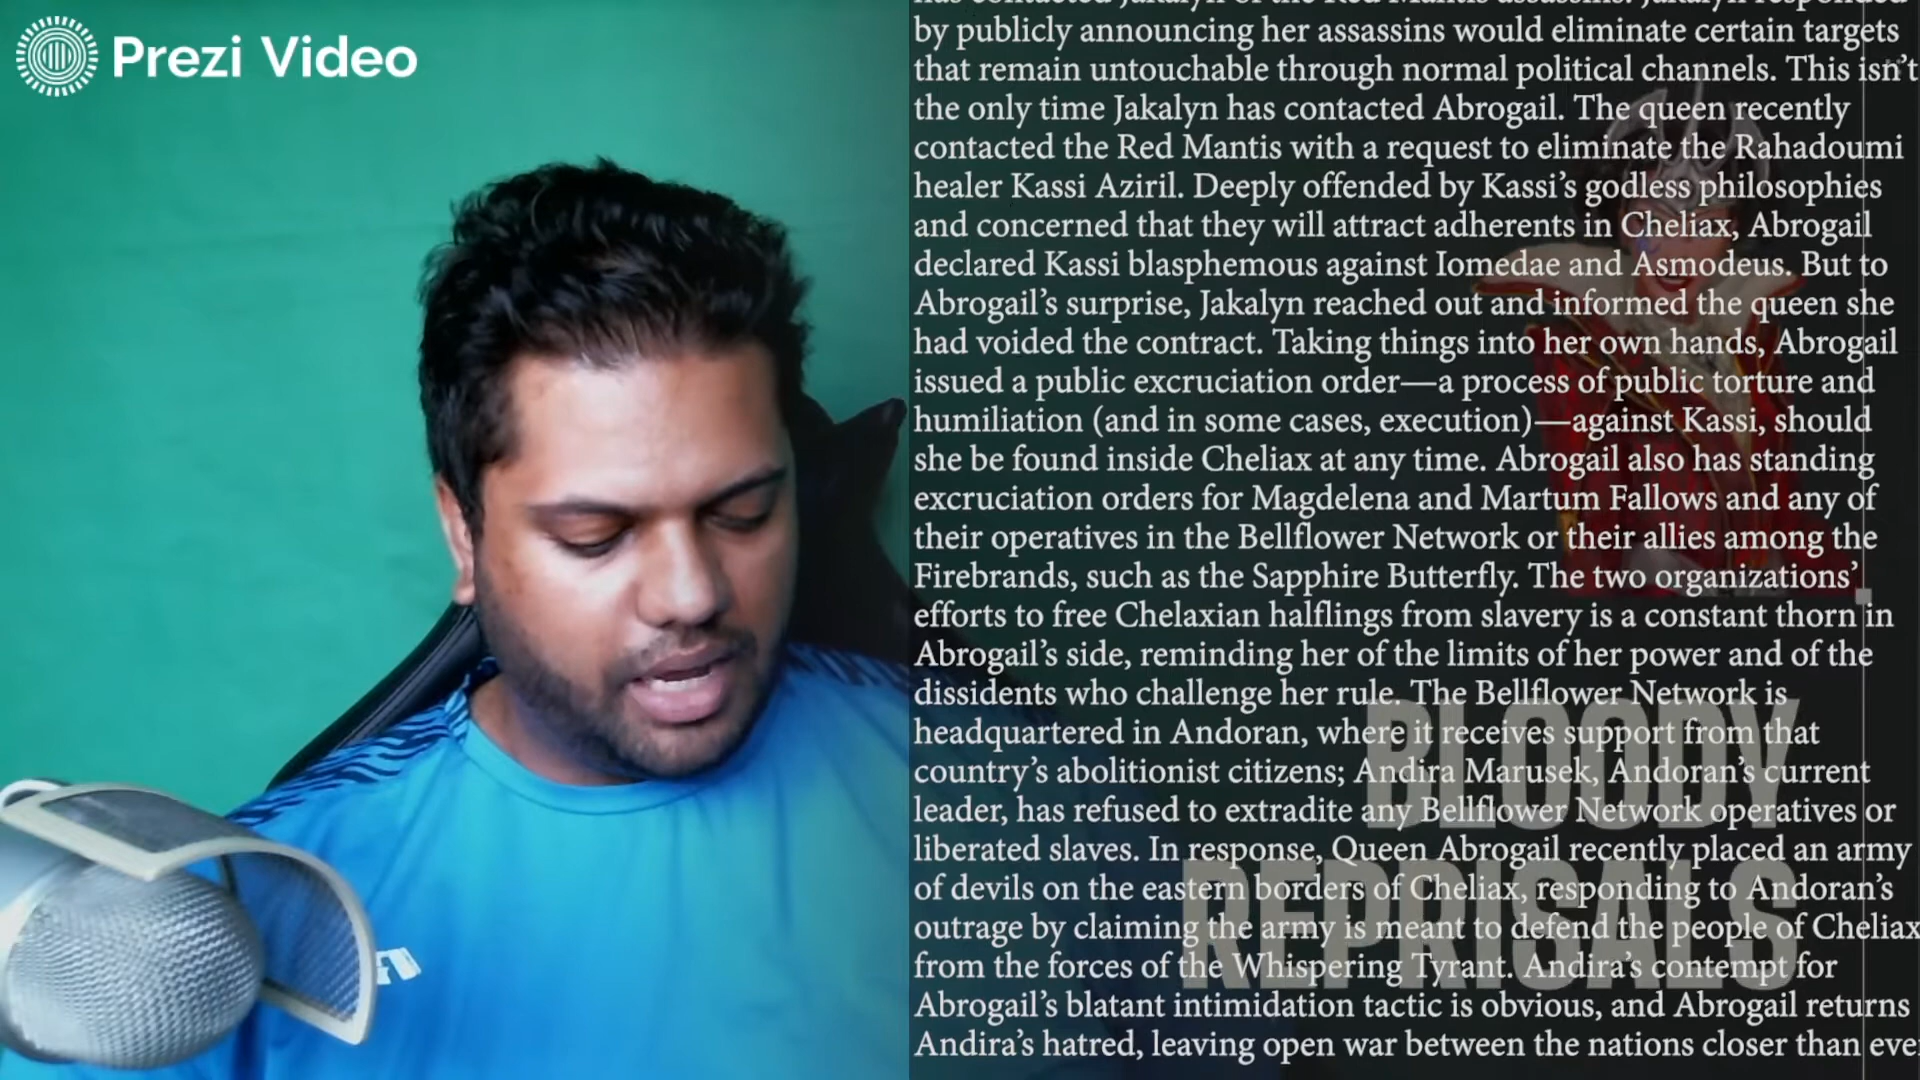 Prezi Video
has contacted Jakalyn of the Red Mantis assassins. Jakalyn responded
by publicly announcing her assassins would eliminate certain targets
that remain untouchable through normal political channels. This isn’t
the only time Jakalyn has contacted Abrogail. The queen recently
contacted the Red Mantis with a request to eliminate the Rahadoumi
healer Kassi Aziril. Deeply offended by Kassi’s godless philosophies
and concerned that they will attract adherents in Cheliax, Abrogail
declared Kassi blasphemous against Iomedae and Asmodeus. But to
Abrogail’s surprise, Jakalyn reached out and informed the queen she
had voided the contract. Taking things into her own hands, Abrogail
issued a public excruciation order—a process of public torture and
humiliation (and in some cases, execution)—against Kassi, should
she be found inside Cheliax at any time. Abrogail also has standing
excruciation orders for Magdelena and Martum Fallows and any of
their operatives in the Bellflower Network or their allies among the
Firebrands, such as the Sapphire Butterfly. The two organizations’
efforts to free Chelaxian halflings from slavery is a constant thorn in
Abrogail’s side, reminding her of the limits of her power and of the
dissidents who challenge her rule. The Bellflower Network is
headquartered in Andoran, where it receives support from that
country’s abolitionist citizens; Andira Marusek, Andoran’s current
leader, has refused to extradite any Bellflower Network operatives or
liberated slaves. In response, Queen Abrogail recently placed an army
of devils on the eastern borders of Cheliax, responding to Andoran’s
outrage by claiming the army is meant to defend the people of Cheliax
from the forces of the Whispering Tyrant. Andira’s contempt for
Abrogail’s blatant intimidation tactic is obvious, and Abrogail returns
Andira’s hatred, leaving open war between the nations closer than eve
BLOODY
REPRISALS